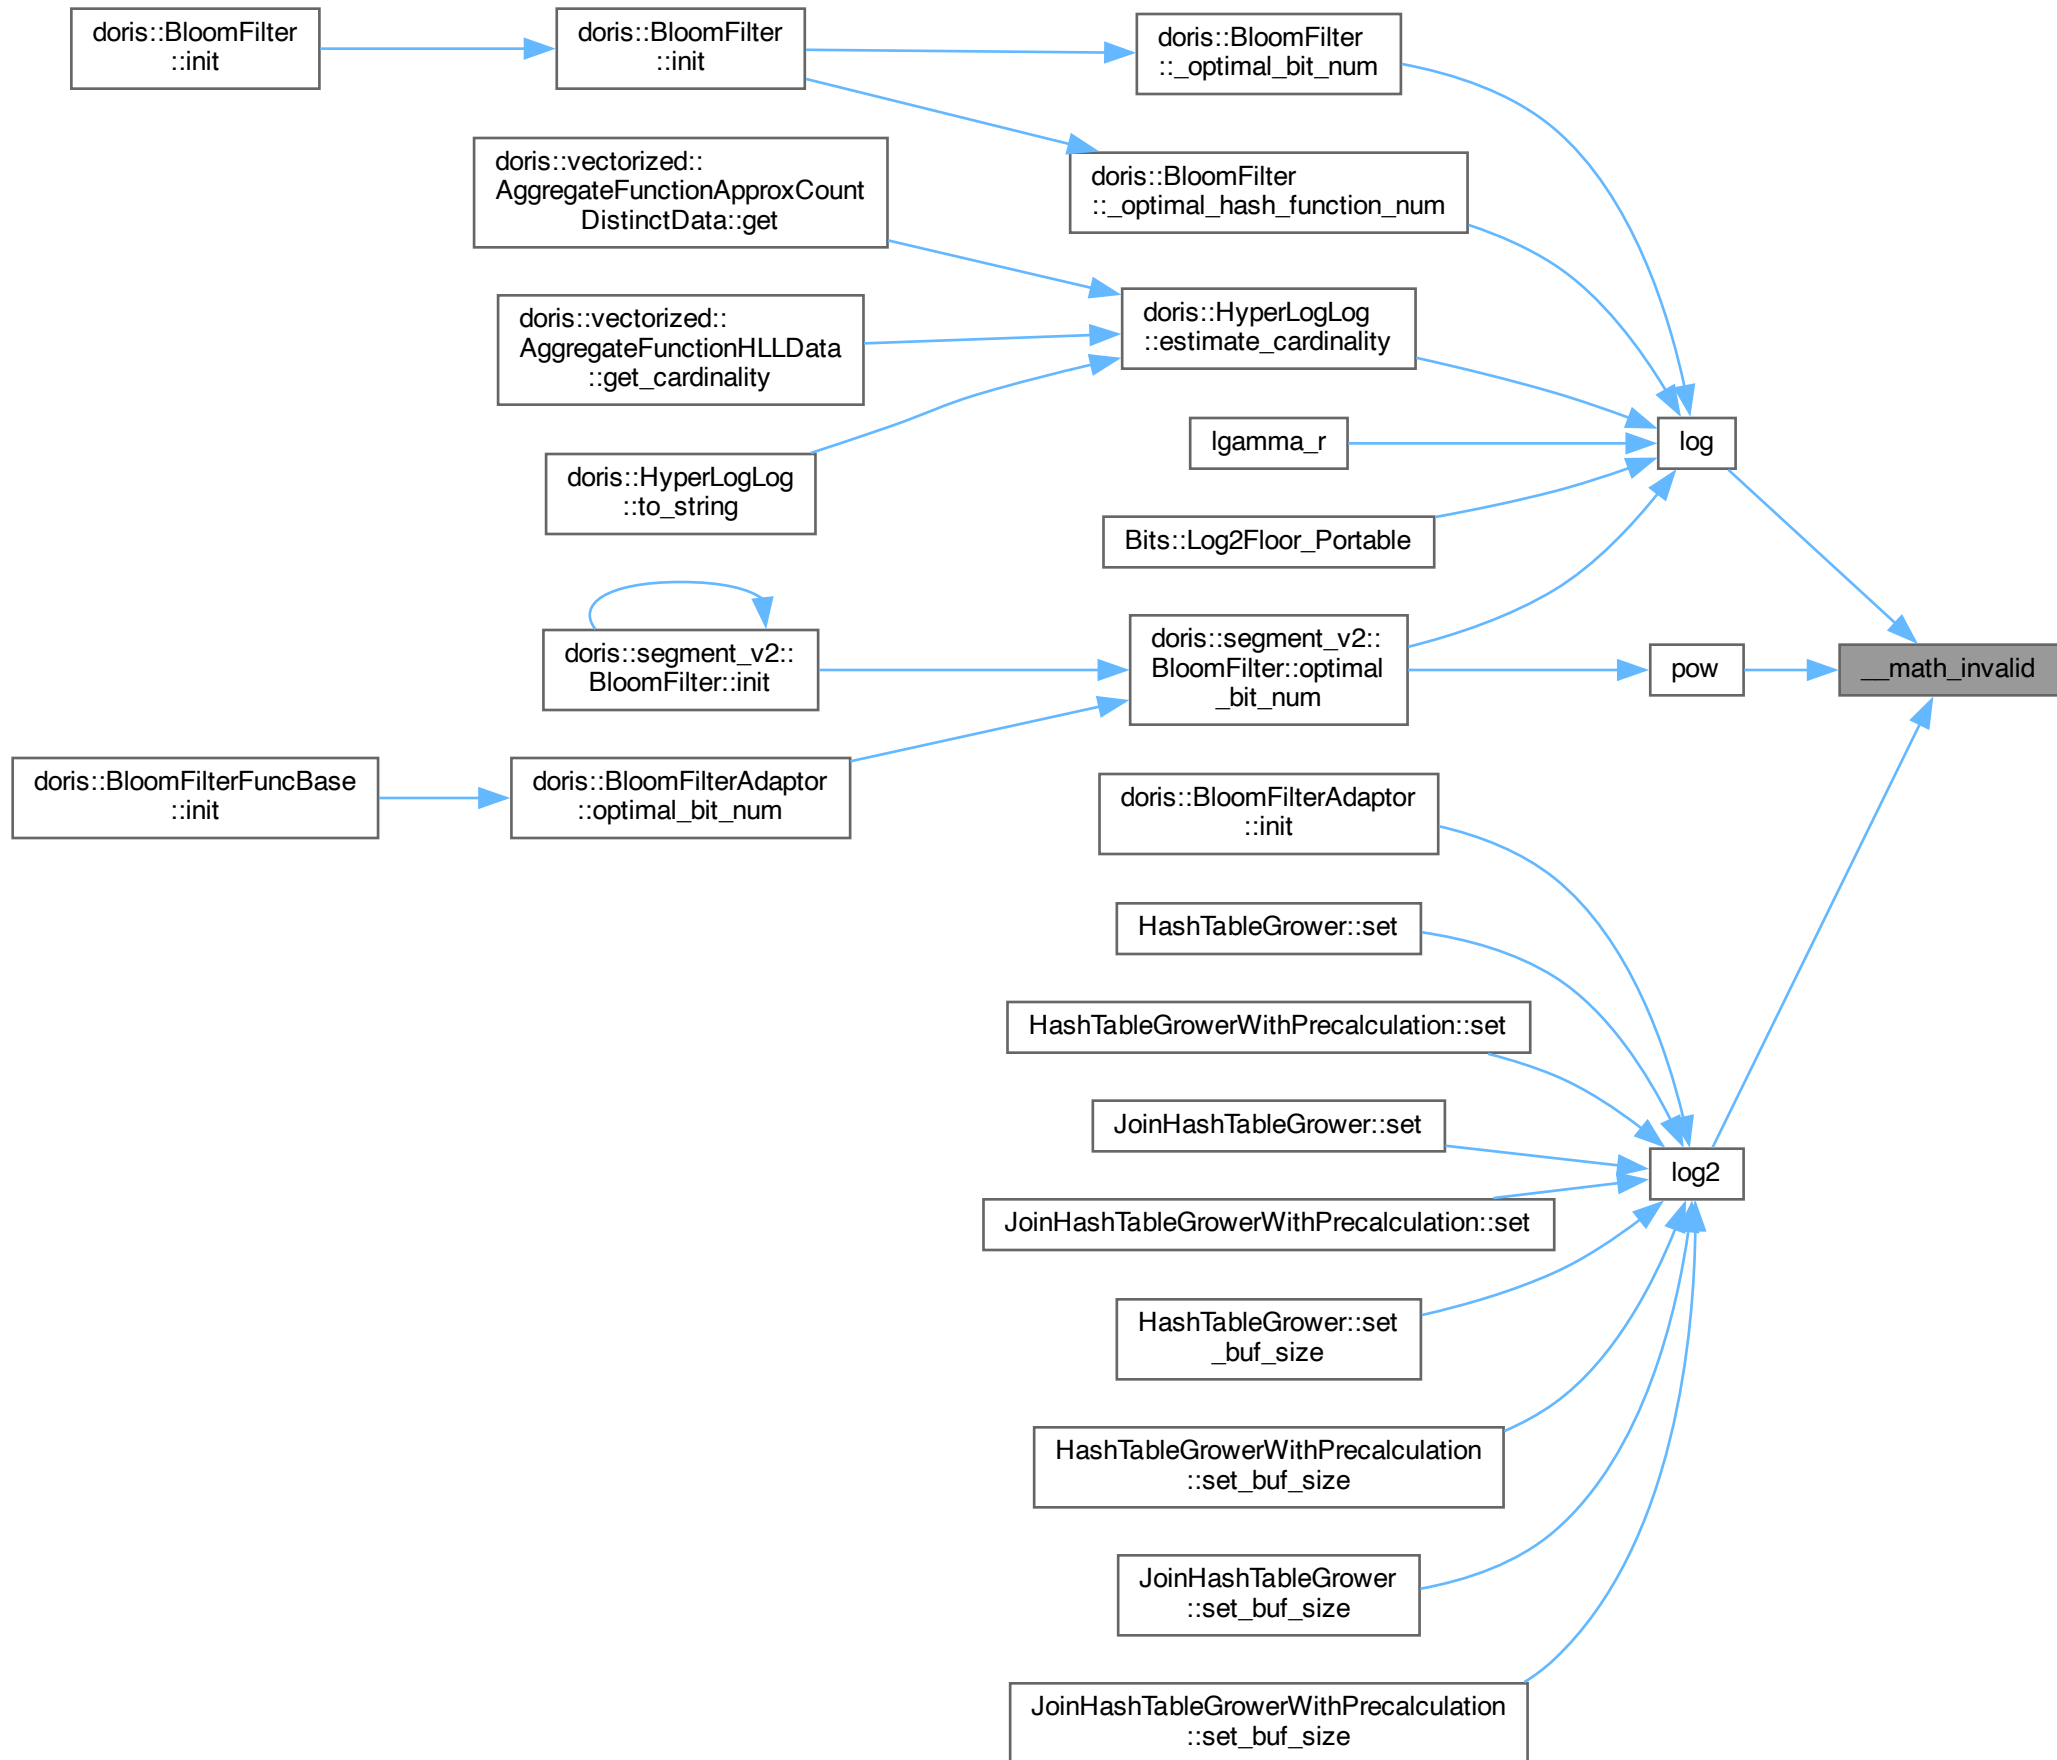 doris::BloomFilter
::init
doris::BloomFilter
::init
doris::BloomFilter
::_optimal_bit_num
doris::vectorized::
AggregateFunctionApproxCount
DistinctData::get
doris::BloomFilter
::_optimal_hash_function_num
doris::vectorized::
AggregateFunctionHLLData
::get_cardinality
doris::HyperLogLog
::estimate_cardinality
lgamma_r
log
doris::HyperLogLog
::to_string
Bits::Log2Floor_Portable
doris::segment_v2::
BloomFilter::init
doris::segment_v2::
BloomFilter::optimal
_bit_num
pow
__math_invalid
doris::BloomFilterFuncBase
::init
doris::BloomFilterAdaptor
::optimal_bit_num
doris::BloomFilterAdaptor
::init
HashTableGrower::set
HashTableGrowerWithPrecalculation::set
JoinHashTableGrower::set
log2
JoinHashTableGrowerWithPrecalculation::set
HashTableGrower::set
_buf_size
HashTableGrowerWithPrecalculation
::set_buf_size
JoinHashTableGrower
::set_buf_size
JoinHashTableGrowerWithPrecalculation
::set_buf_size